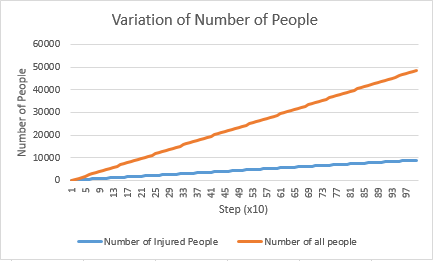 Variation of Number of People
Number of People
60000
50000
40000
30000
20000
10000
0
1 5 9 13 17 21 25 29 33 37 41 45 49 53 57 61 65 69 73 77 81 85 89 93 97
Step (x10)
Number of Injured People Number of all people